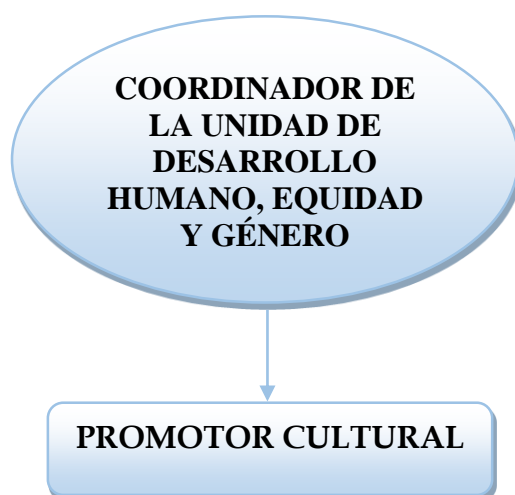 COORDINADOR DE
LA UNIDAD DE
DESARROLLO
HUMANO, EQUIDAD
Y GÉNERO
PROMOTOR CULTURAL